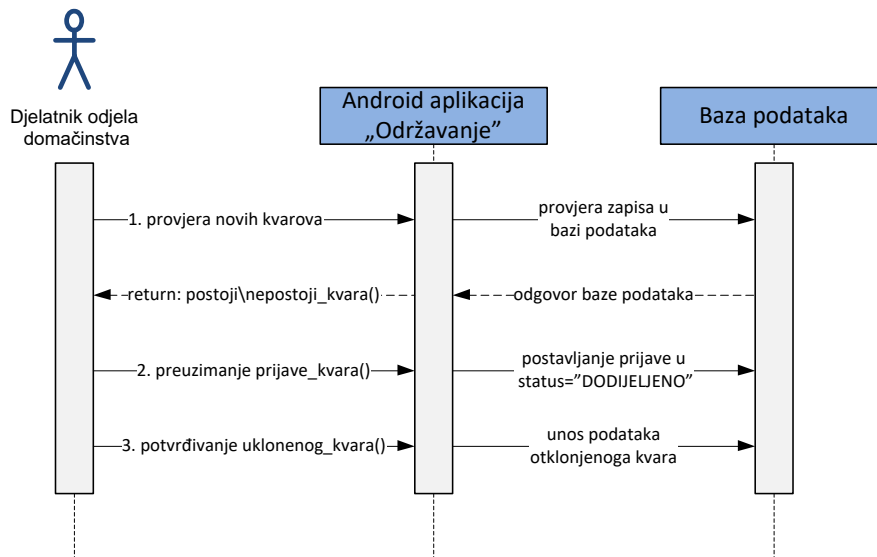 Djelatnik odjela
domačinstva
Android aplikacija
„Održavanje”
Baza podataka
1. provjera novih kvarova
provjera zapisa u
bazi podataka
return: postoji\nepostoji_kvara()
odgovor baze podataka
2. preuzimanje prijave_kvara()
postavljanje prijave u
status=”DODIJELJENO”
3. potvrđivanje uklonenog_kvara()
unos podataka
otklonjenoga kvara